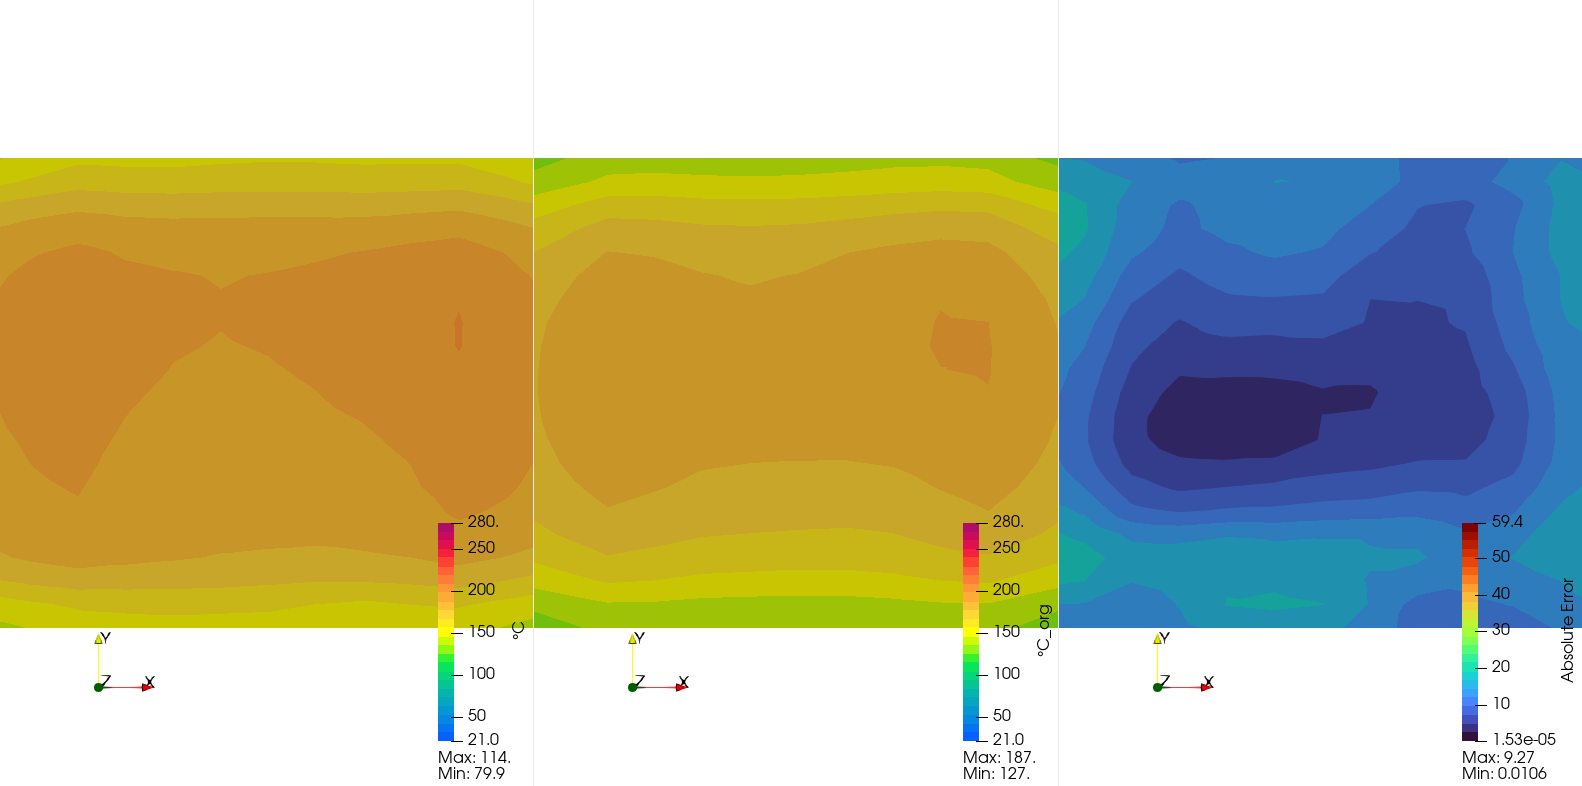 280.
250
200
150
100
50
21.0
°C
Max: 114.
Min: 79.9
Y
Z
X
280.
250
200
150
100
50
21.0
°C_org
Max: 187.
Min: 127.
Y
Z
X
59.4
50
40
30
20
10
1.53e-05
Absolute Error
Max: 9.27
Min: 0.0106
Y
Z
X